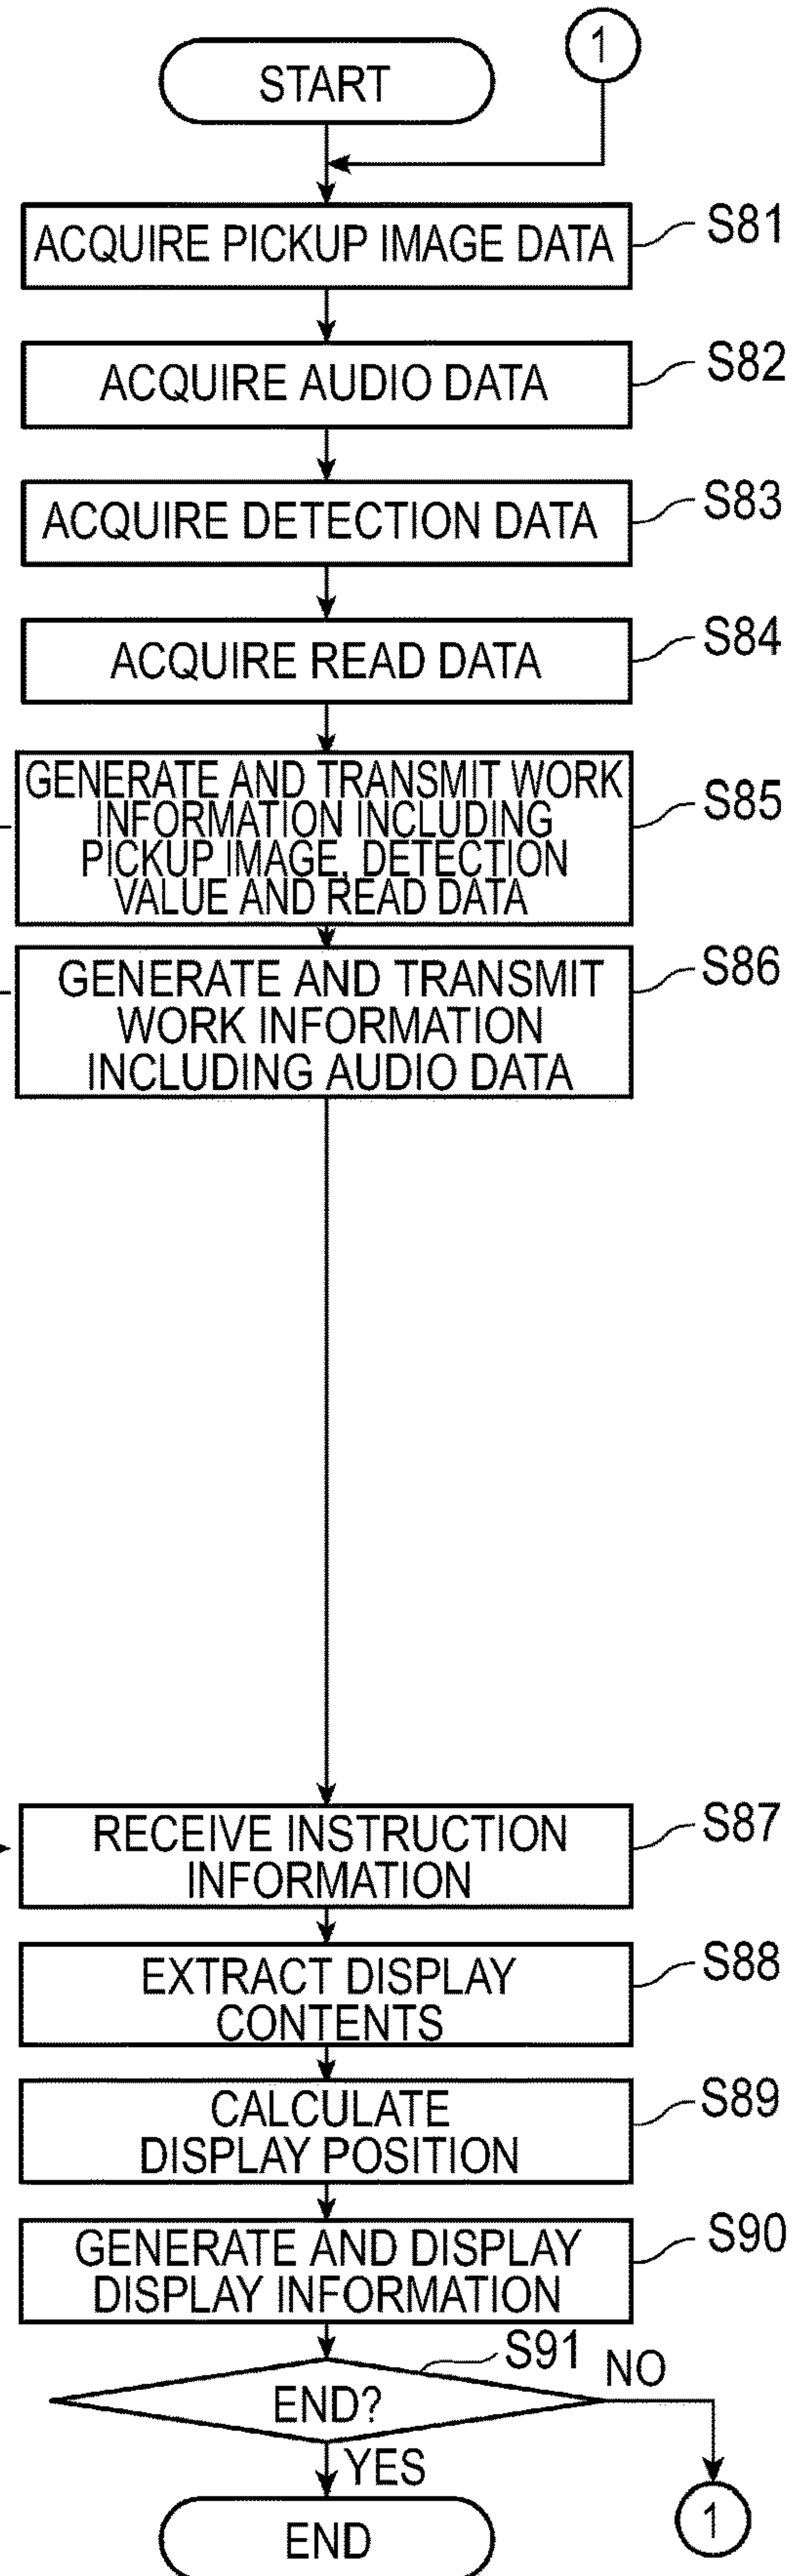 1
START
ACQUIRE PICKUP IMAGE DATA
S81
ACQUIRE AUDIO DATA
S82
ACQUIRE DETECTION DATA
S83
ACQUIRE READ DATA
S84
GENERATE AND TRANSMIT WORK
INFORMATION INCLUDING
PICKUP IMAGE, DETECTION
VALUE AND READ DATA
S85
GENERATE AND TRANSMIT
WORK INFORMATION
INCLUDING AUDIO DATA
S86
RECEIVE INSTRUCTION
INFORMATION
S87
EXTRACT DISPLAY
CONTENTS
S88
CALCULATE
DISPLAY POSITION
S89
GENERATE AND DISPLAY
DISPLAY INFORMATION
S90
S91
NO
END?
YES
1
END